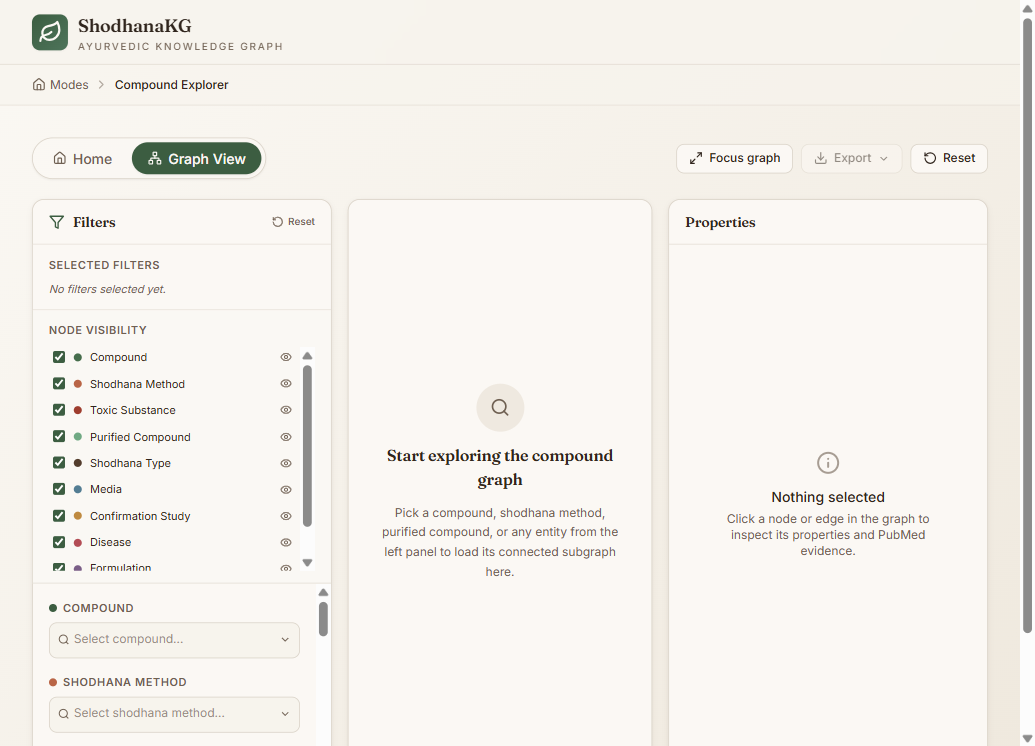 ShodhanaKG
AYURVEDIC KNOWLEDGE GRAPH
Modes
Compound Explorer
Home
Graph View
Focus graph
Export
Reset
Filters
Reset
SELECTED FILTERS
No filters selected yet.
NODE VISIBILITY
Compound
Shodhana Method
Toxic Substance
Purified Compound
Shodhana Type
Media
Confirmation Study
Disease
Formulation
COMPOUND
Select compound...
SHODHANA METHOD
Select shodhana method...
Start exploring the compound
graph
Pick a compound, shodhana method,
purified compound, or any entity from the
left panel to load its connected subgraph
here.
Properties
Nothing selected
Click a node or edge in the graph to
inspect its properties and PubMed
evidence.